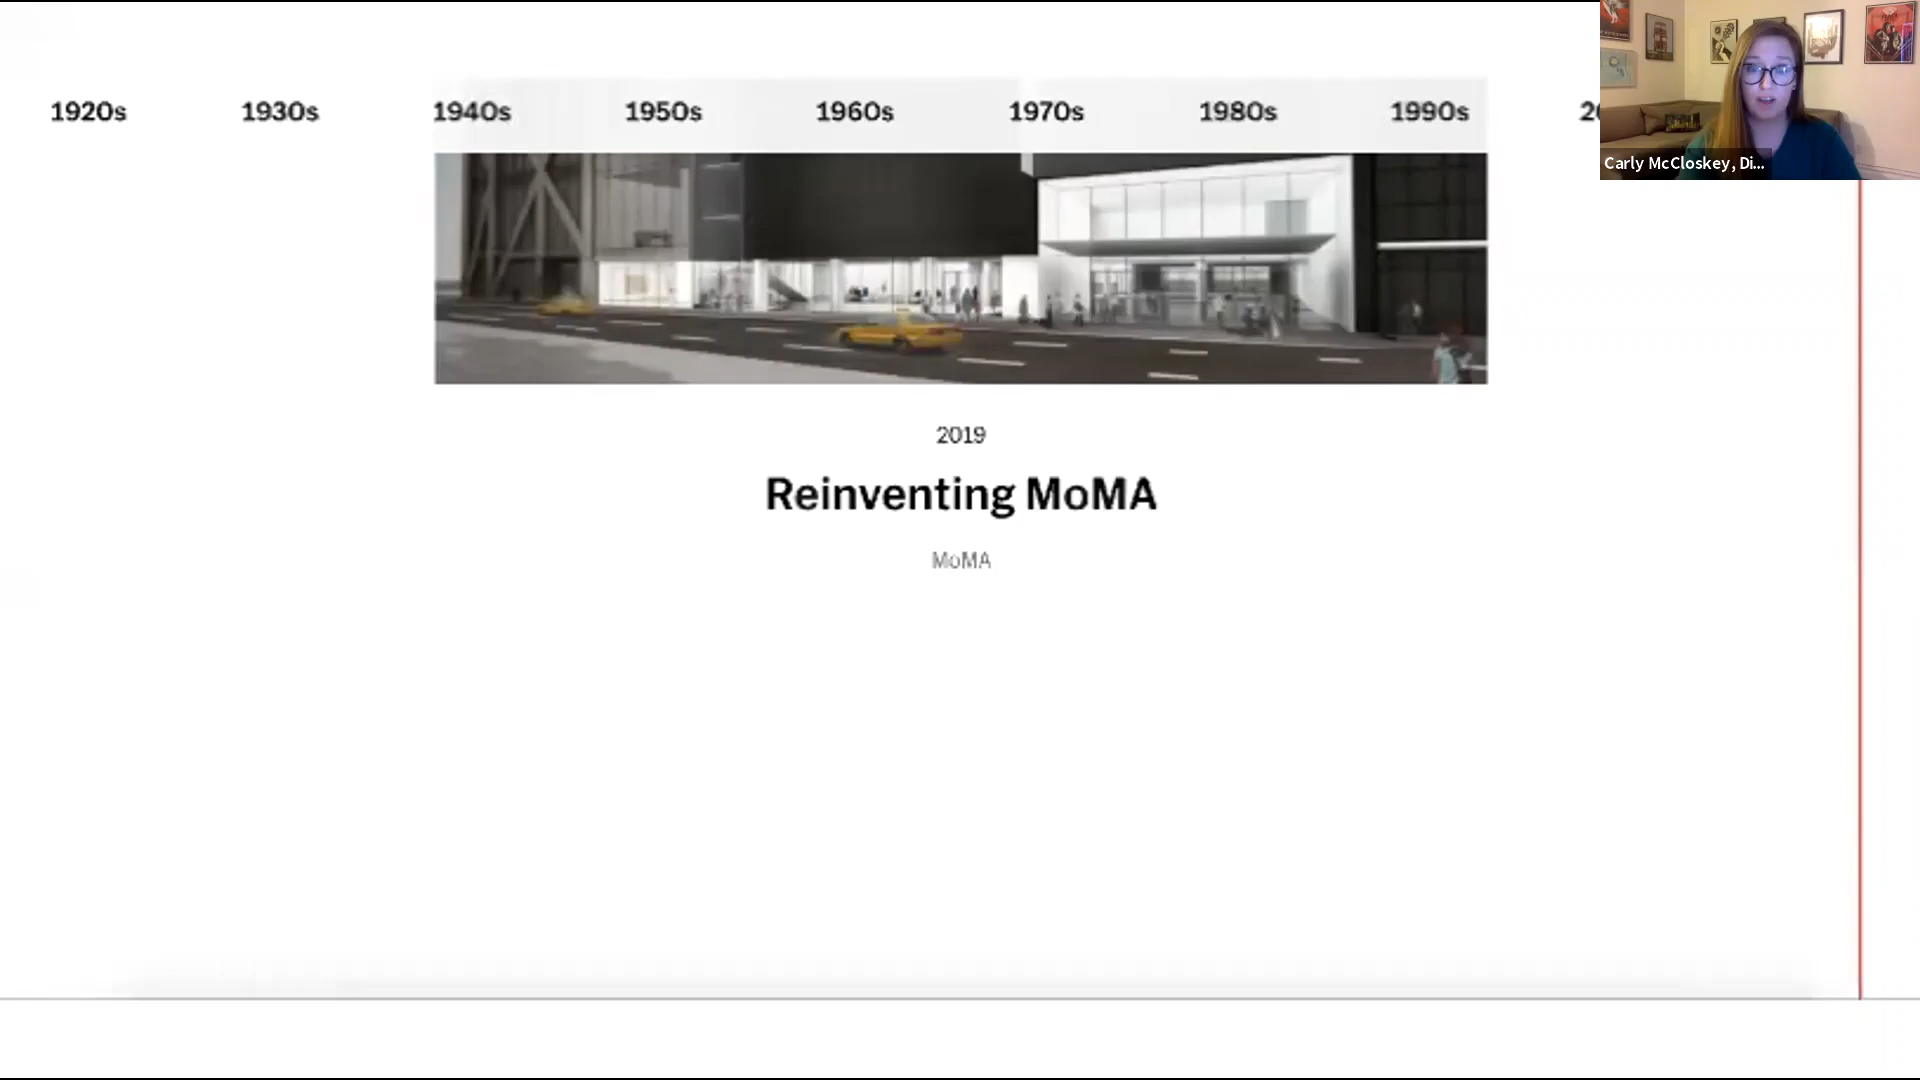 1920s 1930s 1940s 1950s 1960s 1970s 1980s 1990s
Carly McCloskey, Di...
2019
Reinventing MoMA
MoMA